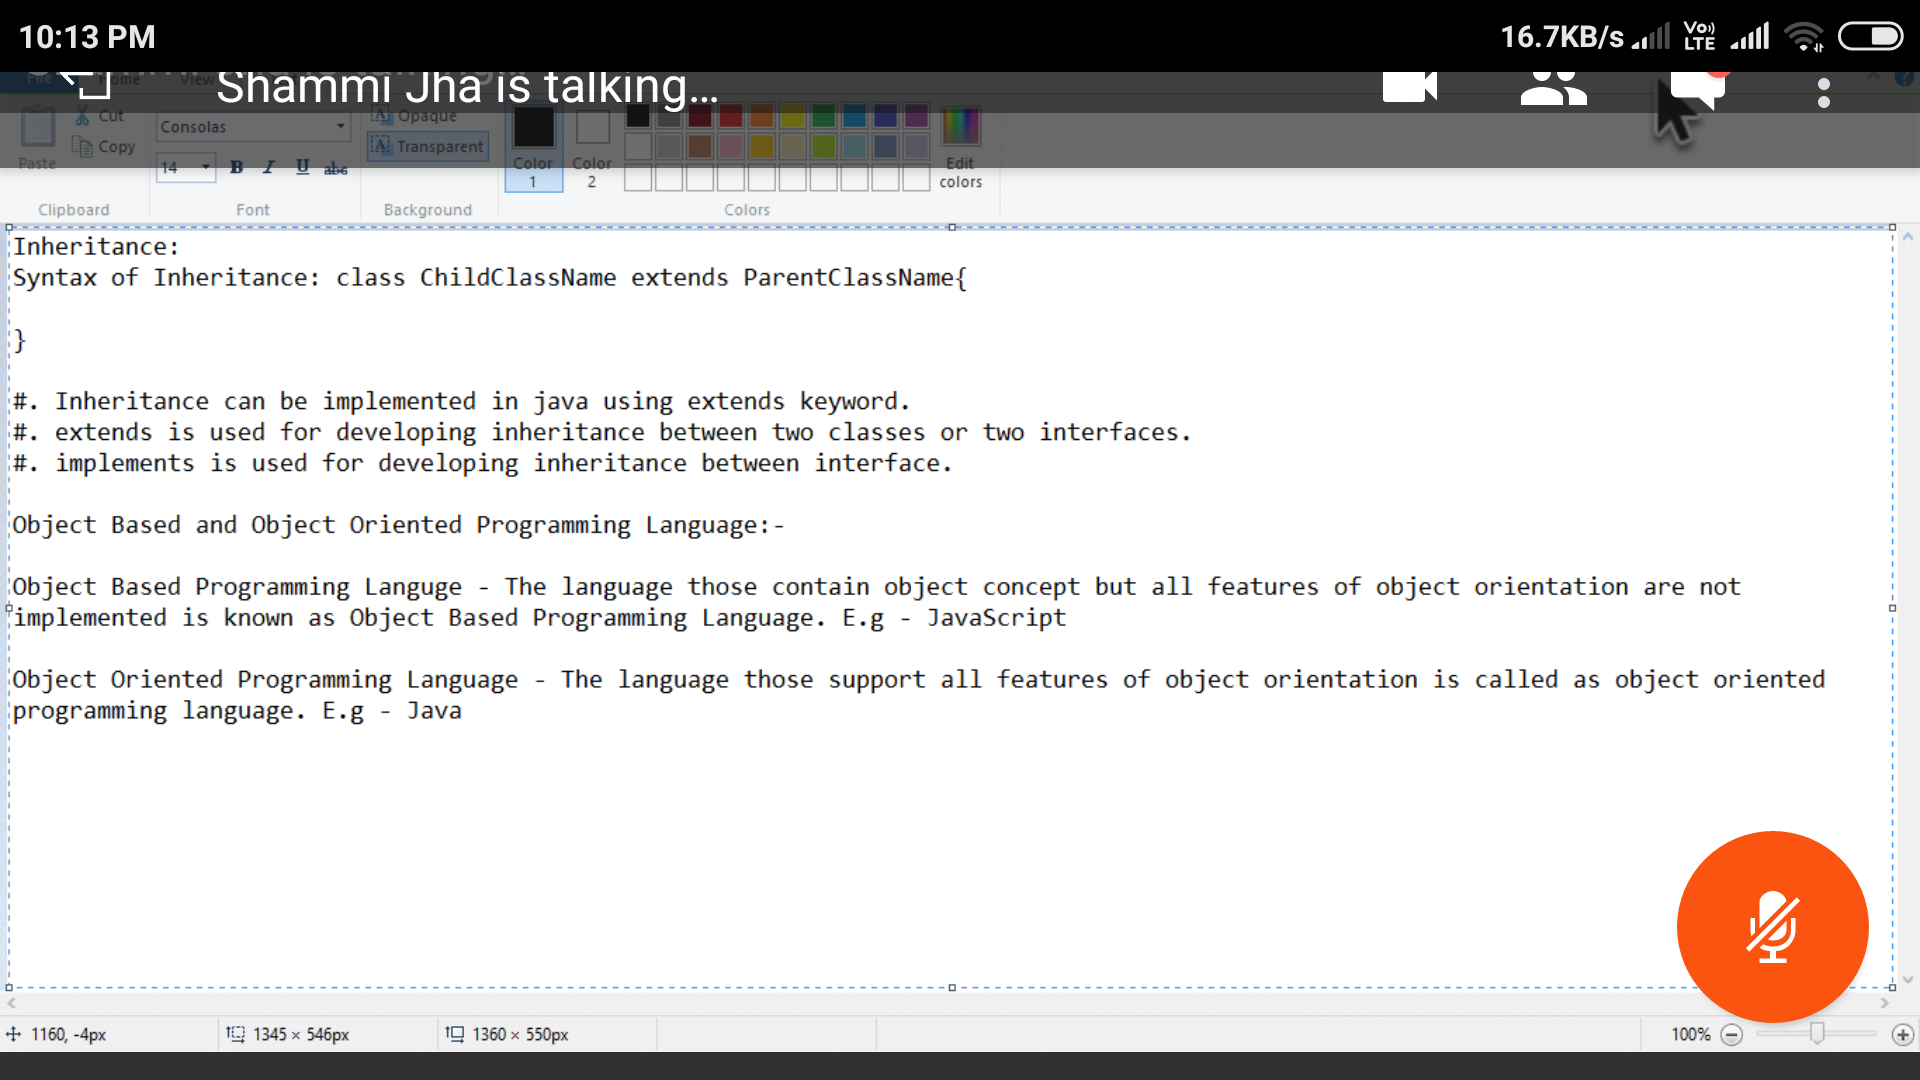 10:13 PM
16.7KB/s
Vo)) LTE
Shammi Jha is talking...
File Home View
Cut
Copy
Paste
Consolas
14
B I U abc
Opaque
Transparent
Color 1
Color 2
Edit colors
Clipboard Font Background Colors
Inheritance:
Syntax of Inheritance: class ChildClassName extends ParentClassName{
}
#. Inheritance can be implemented in java using extends keyword.
#. extends is used for developing inheritance between two classes or two interfaces.
#. implements is used for developing inheritance between interface.
Object Based and Object Oriented Programming Language:-
Object Based Programming Languge - The language those contain object concept but all features of object orientation are not
implemented is known as Object Based Programming Language. E.g - JavaScript
Object Oriented Programming Language - The language those support all features of object orientation is called as object oriented
programming language. E.g - Java
1160, -4px
1345 × 546px
1360 × 550px
100%